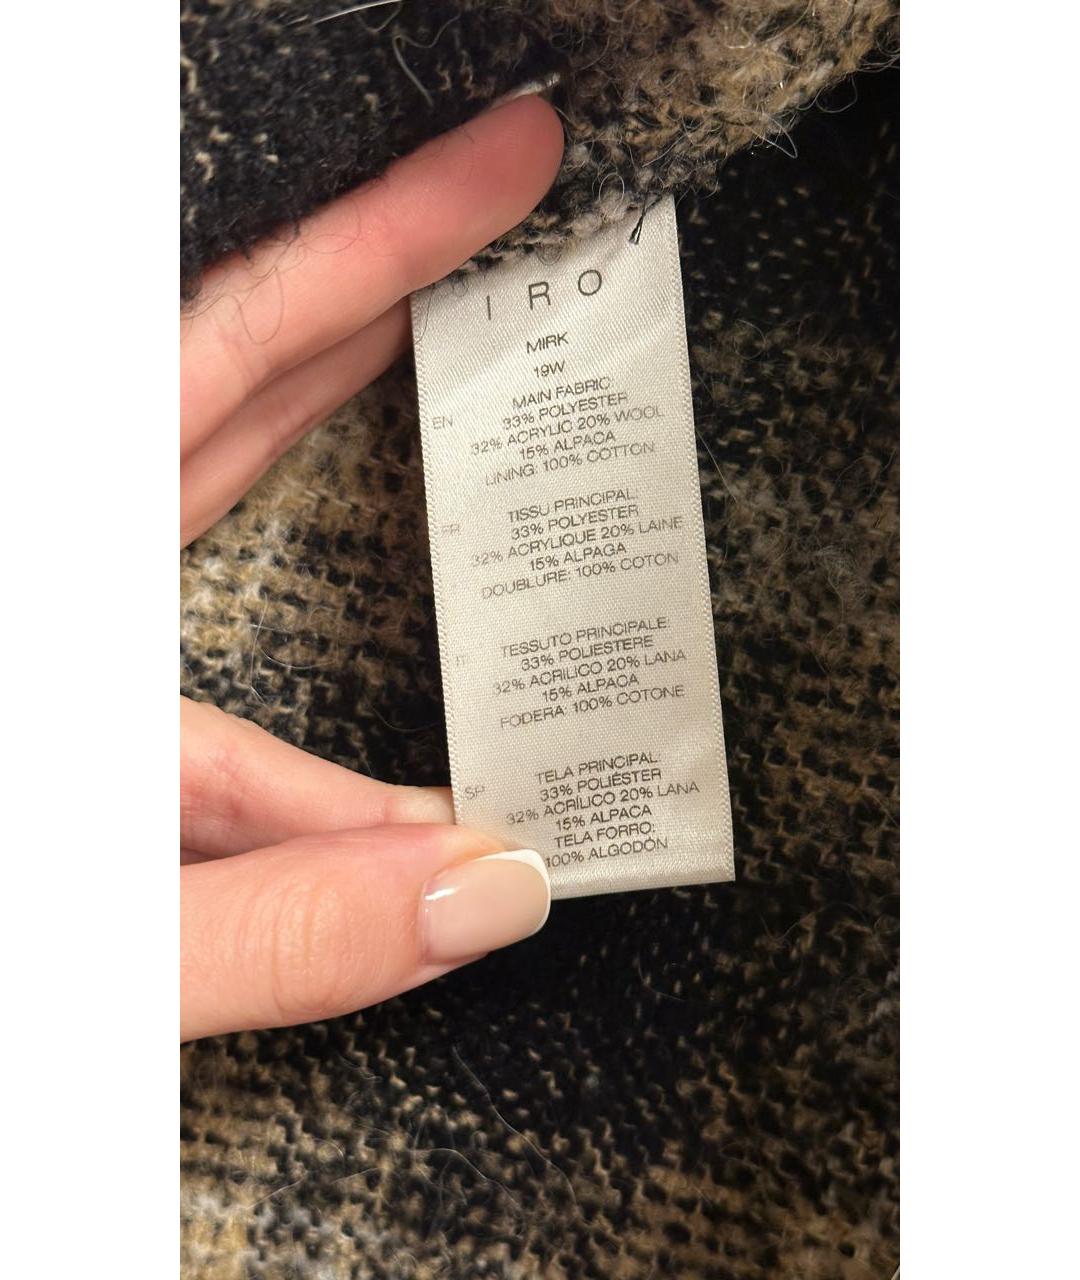 IRO
MIRK
19W
EN
MAIN FABRIC:
33% POLYESTER
32% ACRYLIC 20% WOOL
15% ALPACA
LINING: 100% COTTON
FR
TISSU PRINCIPAL:
33% POLYESTER
32% ACRYLIQUE 20% LAINE
15% ALPAGA
DOUBLURE: 100% COTON
IT
TESSUTO PRINCIPALE
33% POLIESTERE
32% ACRILICO 20% LANA
15% ALPACA
FODERA: 100% COTONE
SP
TELA PRINCIPAL:
33% POLIÉSTER
32% ACRÍLICO 20% LANA
15% ALPACA
TELA FORRO:
100% ALGODÓN